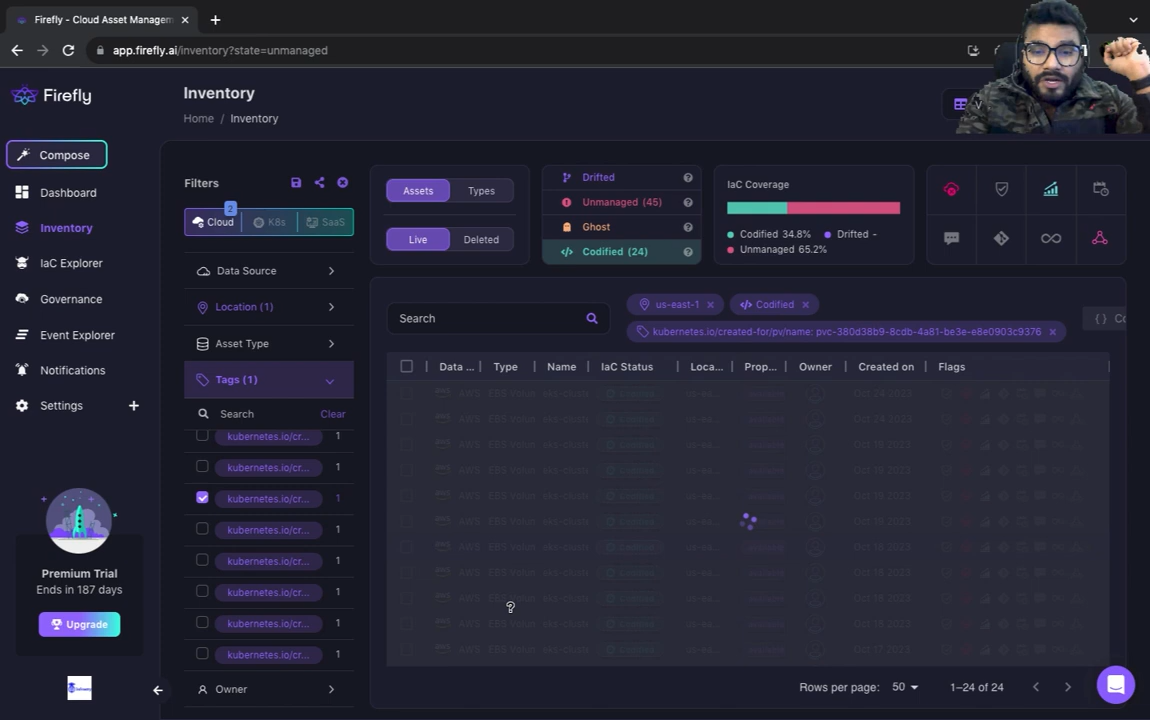 Firefly - Cloud Asset Managem
app.firefly.ai/inventory?state=unmanaged
Firefly
Inventory
Home / Inventory
Compose
Dashboard
Inventory
IaC Explorer
Governance
Event Explorer
Notifications
Settings
Premium Trial
Ends in 187 days
Upgrade
Filters
2
Cloud K8s SaaS
Data Source
Location (1)
Asset Type
Tags (1)
Search Clear
kubernetes.io/cr... 1
kubernetes.io/cr... 1
kubernetes.io/cr... 1
kubernetes.io/cr... 1
kubernetes.io/cr... 1
kubernetes.io/cr... 1
kubernetes.io/cr... 1
kubernetes.io/cr... 1
Owner
Assets Types
Live Deleted
Drifted
Unmanaged (45)
Ghost
Codified (24)
IaC Coverage
Codified 34.8% Drifted -
Unmanaged 65.2%
Search
us-east-1 Codified
kubernetes.io/created-for/pv/name: pvc-380d38b9-8cdb-4a81-be3e-e8e0903c9376
Co
Data ... Type Name IaC Status Loca... Prop... Owner Created on Flags
Rows per page: 50 1–24 of 24